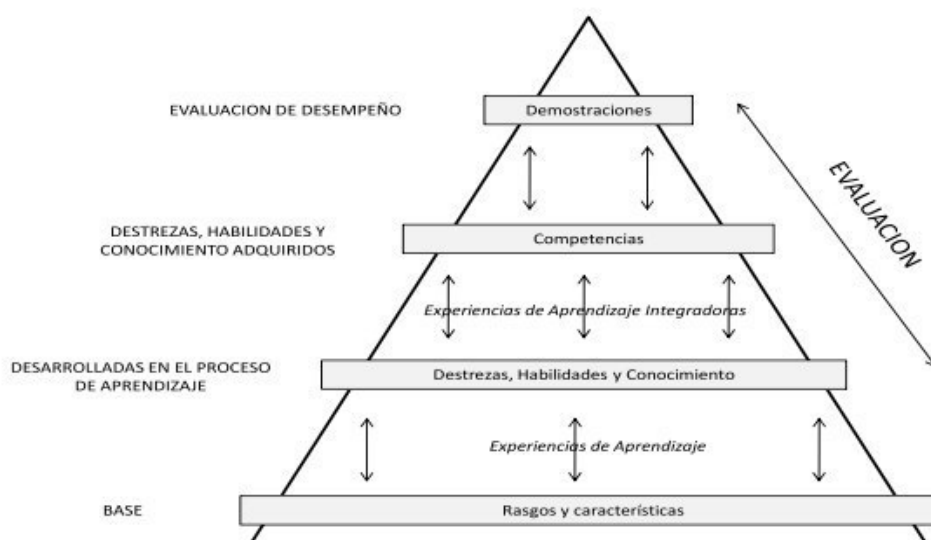 EVALUACION DE DESEMPEÑO
Demostraciones
EVALUACION
DESTREZAS, HABILIDADES Y
CONOCIMIENTO ADQUIRIDOS
Competencias
Experiencias de Aprendizaje Integradoras
DESARROLLADAS EN EL PROCESO
DE APRENDIZAJE
Destrezas, Habilidades y Conocimiento
Experiencias de Aprendizaje
BASE
Rasgos y características